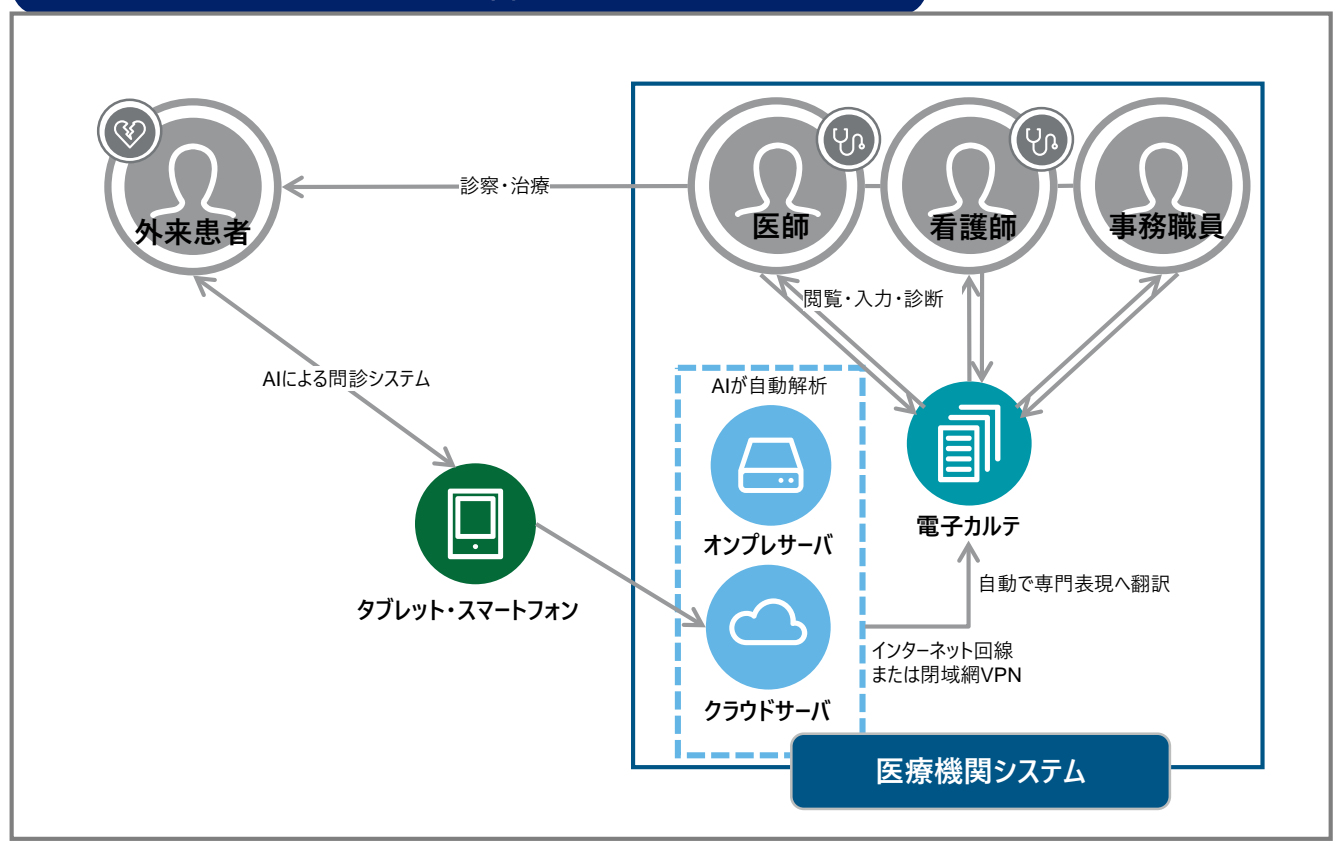 診察・治療
外来患者
医師
看護師
事務職員
閲覧・入力・診断
AIによる問診システム
AIが自動解析
オンプレサーバ
電子カルテ
自動で専門表現へ翻訳
タブレット・スマートフォン
インターネット回線
または閉域網VPN
クラウドサーバ
医療機関システム